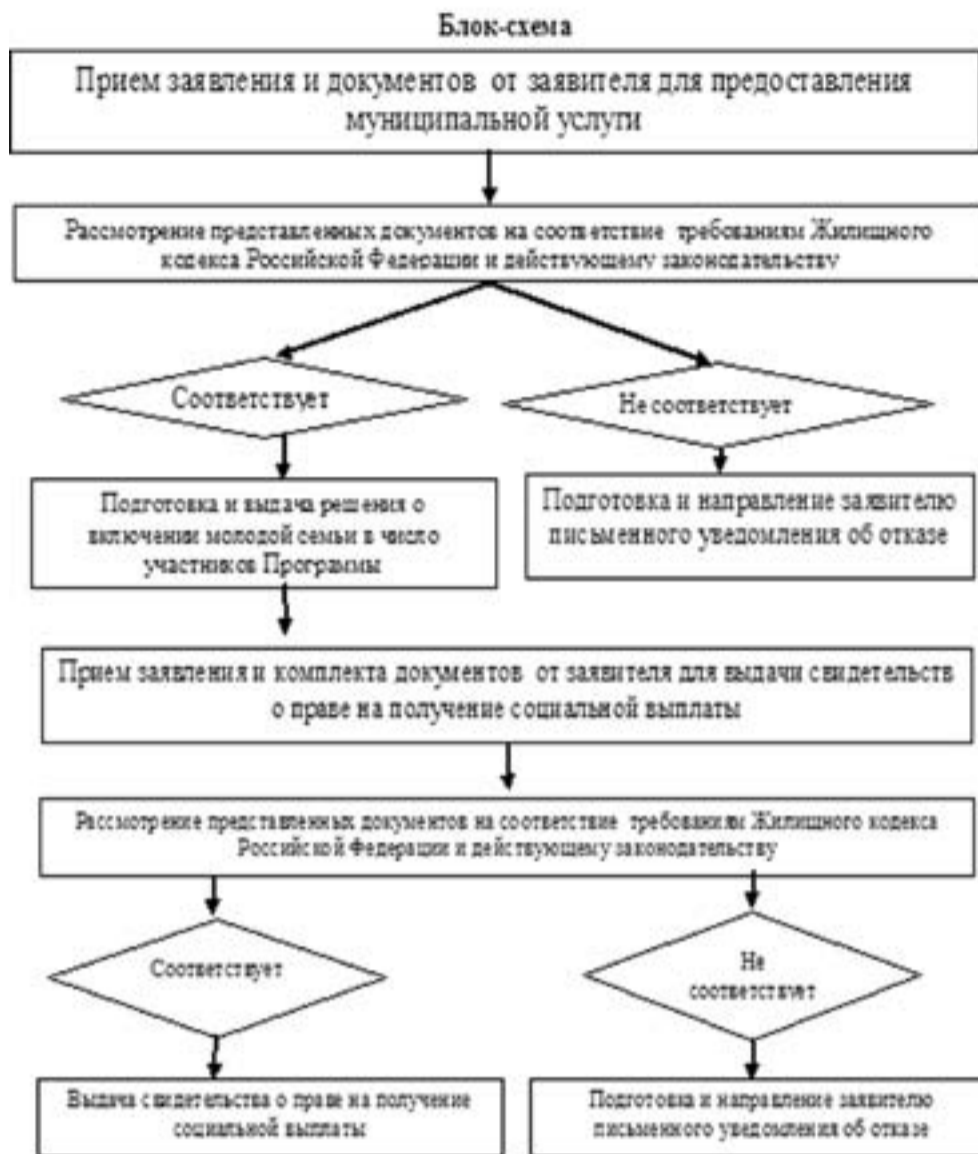 Блок-схема
Прием заявления и документов от заявителя для предоставления
муниципальной услуги
Рассмотрение представленных документов на соответствие требованиям Жилищного
кодекса Российской Федерации и действующему законодательству
Соответствует
Не соответствует
Подготовка и выдача решения о
включении молодой семьи в число
участников Программы
Подготовка и направление заявителю
письменного уведомления об отказе
Прием заявления и комплекта документов от заявителя для выдачи свидетельств
о праве на получение социальной выплаты
Рассмотрение представленных документов на соответствие требованиям Жилищного кодекса
Российской Федерации и действующему законодательству
Соответствует
Не
соответствует
Выдача свидетельства о праве на получение
социальной выплаты
Подготовка и направление заявителю
письменного уведомления об отказе